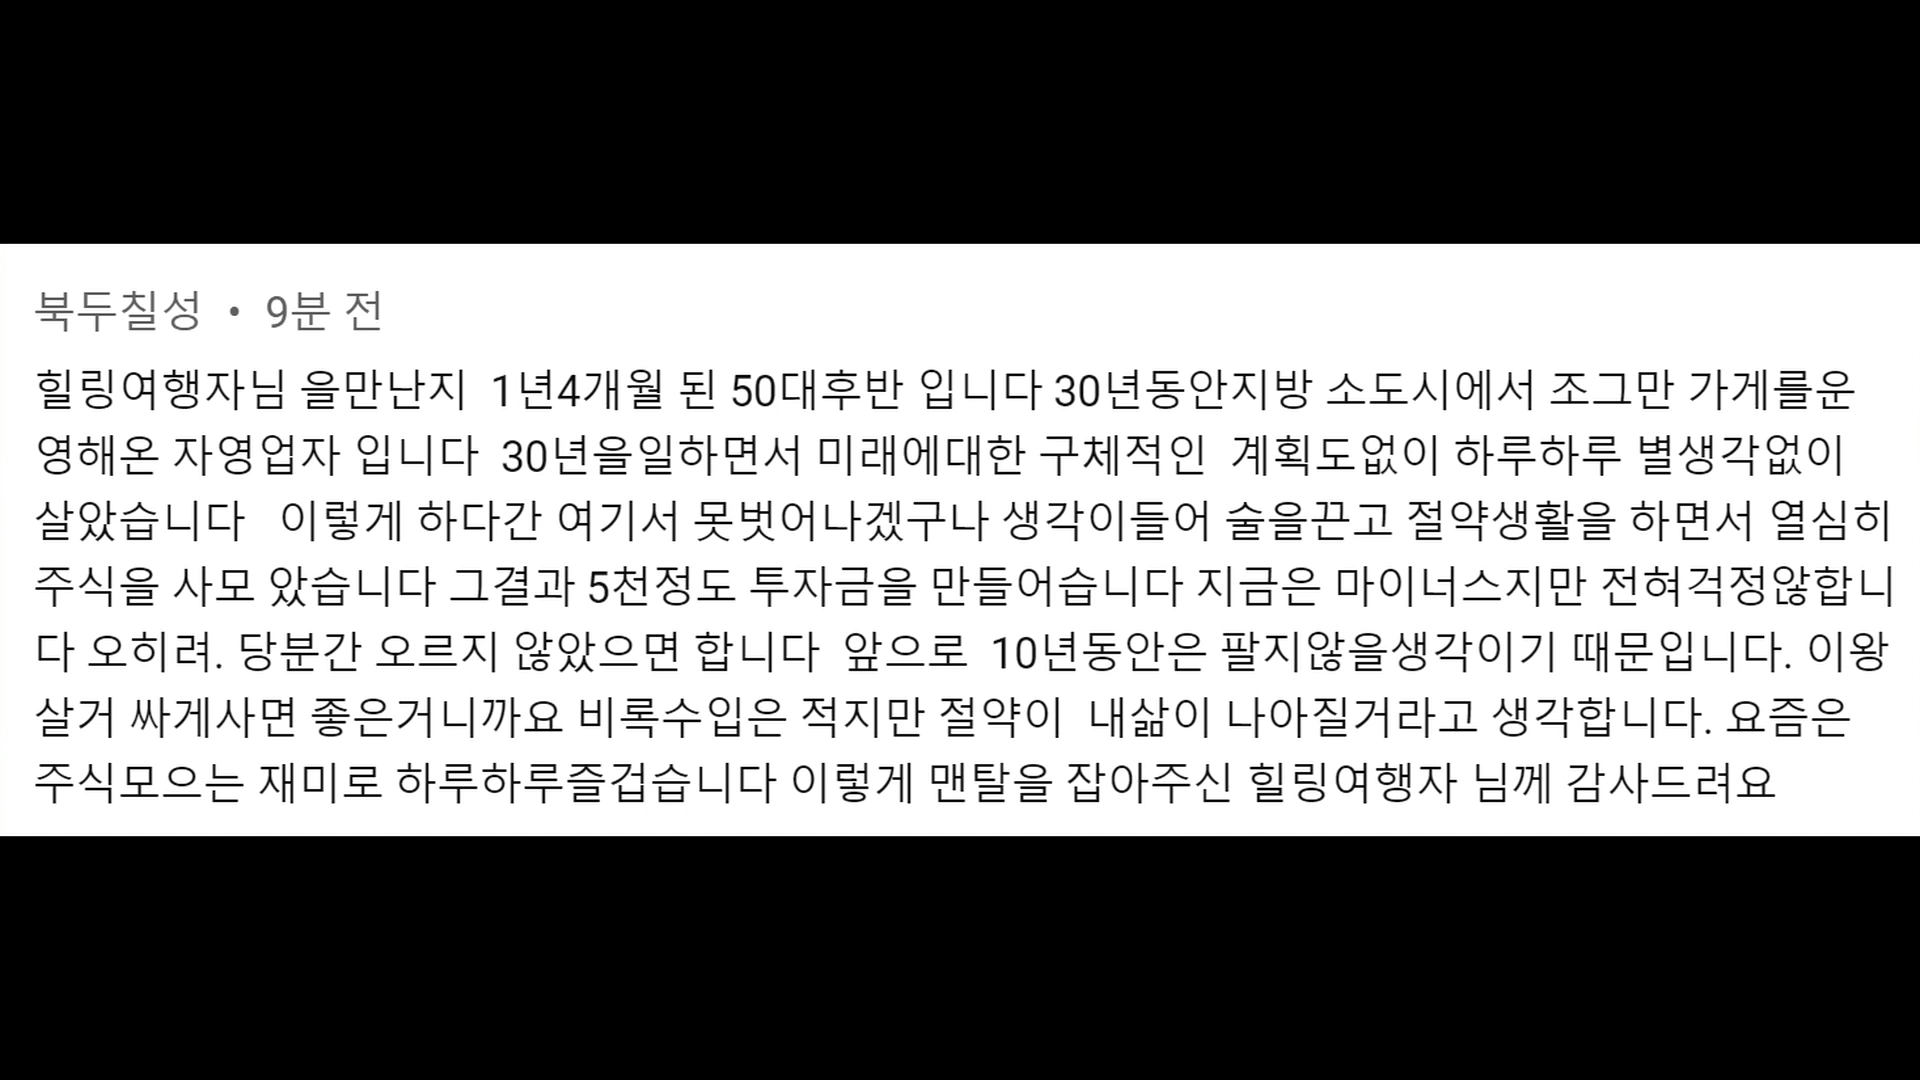 북두칠성 • 9분 전
힐링여행자님 을만난지 1년4개월 된 50대후반 입니다 30년동안지방 소도시에서 조그만 가게를운
영해온 자영업자 입니다 30년을일하면서 미래에대한 구체적인 계획도없이 하루하루 별생각없이
살았습니다 이렇게 하다간 여기서 못벗어나겠구나 생각이들어 술을끈고 절약생활을 하면서 열심히
주식을 사모 았습니다 그결과 5천정도 투자금을 만들어습니다 지금은 마이너스지만 전혀걱정않합니
다 오히려. 당분간 오르지 않았으면 합니다 앞으로 10년동안은 팔지않을생각이기 때문입니다. 이왕
살거 싸게사면 좋은거니까요 비록수입은 적지만 절약이 내삶이 나아질거라고 생각합니다. 요즘은
주식모으는 재미로 하루하루즐겁습니다 이렇게 맨탈을 잡아주신 힐링여행자 님께 감사드려요